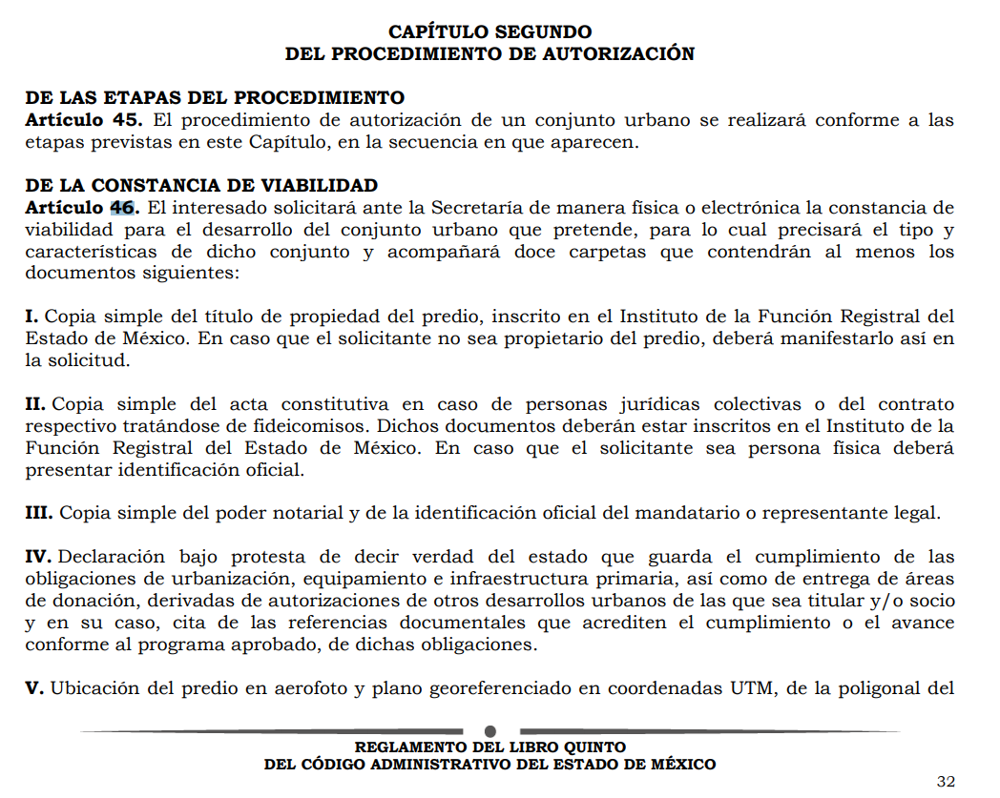 CAPÍTULO SEGUNDO
DEL PROCEDIMIENTO DE AUTORIZACIÓN
DE LAS ETAPAS DEL PROCEDIMIENTO
Artículo 45. El procedimiento de autorización de un conjunto urbano se realizará conforme a las
etapas previstas en este Capítulo, en la secuencia en que aparecen.
DE LA CONSTANCIA DE VIABILIDAD
Artículo 46. El interesado solicitará ante la Secretaría de manera física o electrónica la constancia de
viabilidad para el desarrollo del conjunto urbano que pretende, para lo cual precisará el tipo y
características de dicho conjunto y acompañará doce carpetas que contendrán al menos los
documentos siguientes:
I. Copia simple del título de propiedad del predio, inscrito en el Instituto de la Función Registral del
Estado de México. En caso que el solicitante no sea propietario del predio, deberá manifestarlo así en
la solicitud.
II. Copia simple del acta constitutiva en caso de personas jurídicas colectivas o del contrato
respectivo tratándose de fideicomisos. Dichos documentos deberán estar inscritos en el Instituto de la
Función Registral del Estado de México. En caso que el solicitante sea persona física deberá
presentar identificación oficial.
III. Copia simple del poder notarial y de la identificación oficial del mandatario o representante legal.
IV. Declaración bajo protesta de decir verdad del estado que guarda el cumplimiento de las
obligaciones de urbanización, equipamiento e infraestructura primaria, así como de entrega de áreas
de donación, derivadas de autorizaciones de otros desarrollos urbanos de las que sea titular y/o socio
y en su caso, cita de las referencias documentales que acrediten el cumplimiento o el avance
conforme al programa aprobado, de dichas obligaciones.
V. Ubicación del predio en aerofoto y plano georeferenciado en coordenadas UTM, de la poligonal del
REGLAMENTO DEL LIBRO QUINTO
DEL CÓDIGO ADMINISTRATIVO DEL ESTADO DE MÉXICO
32